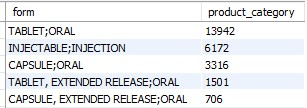 form product_category
TABLET;ORAL 13942
INJECTABLE;INJECTION 6172
CAPSULE;ORAL 3316
TABLET, EXTENDED RELEASE;ORAL 1501
CAPSULE, EXTENDED RELEASE;ORAL 706